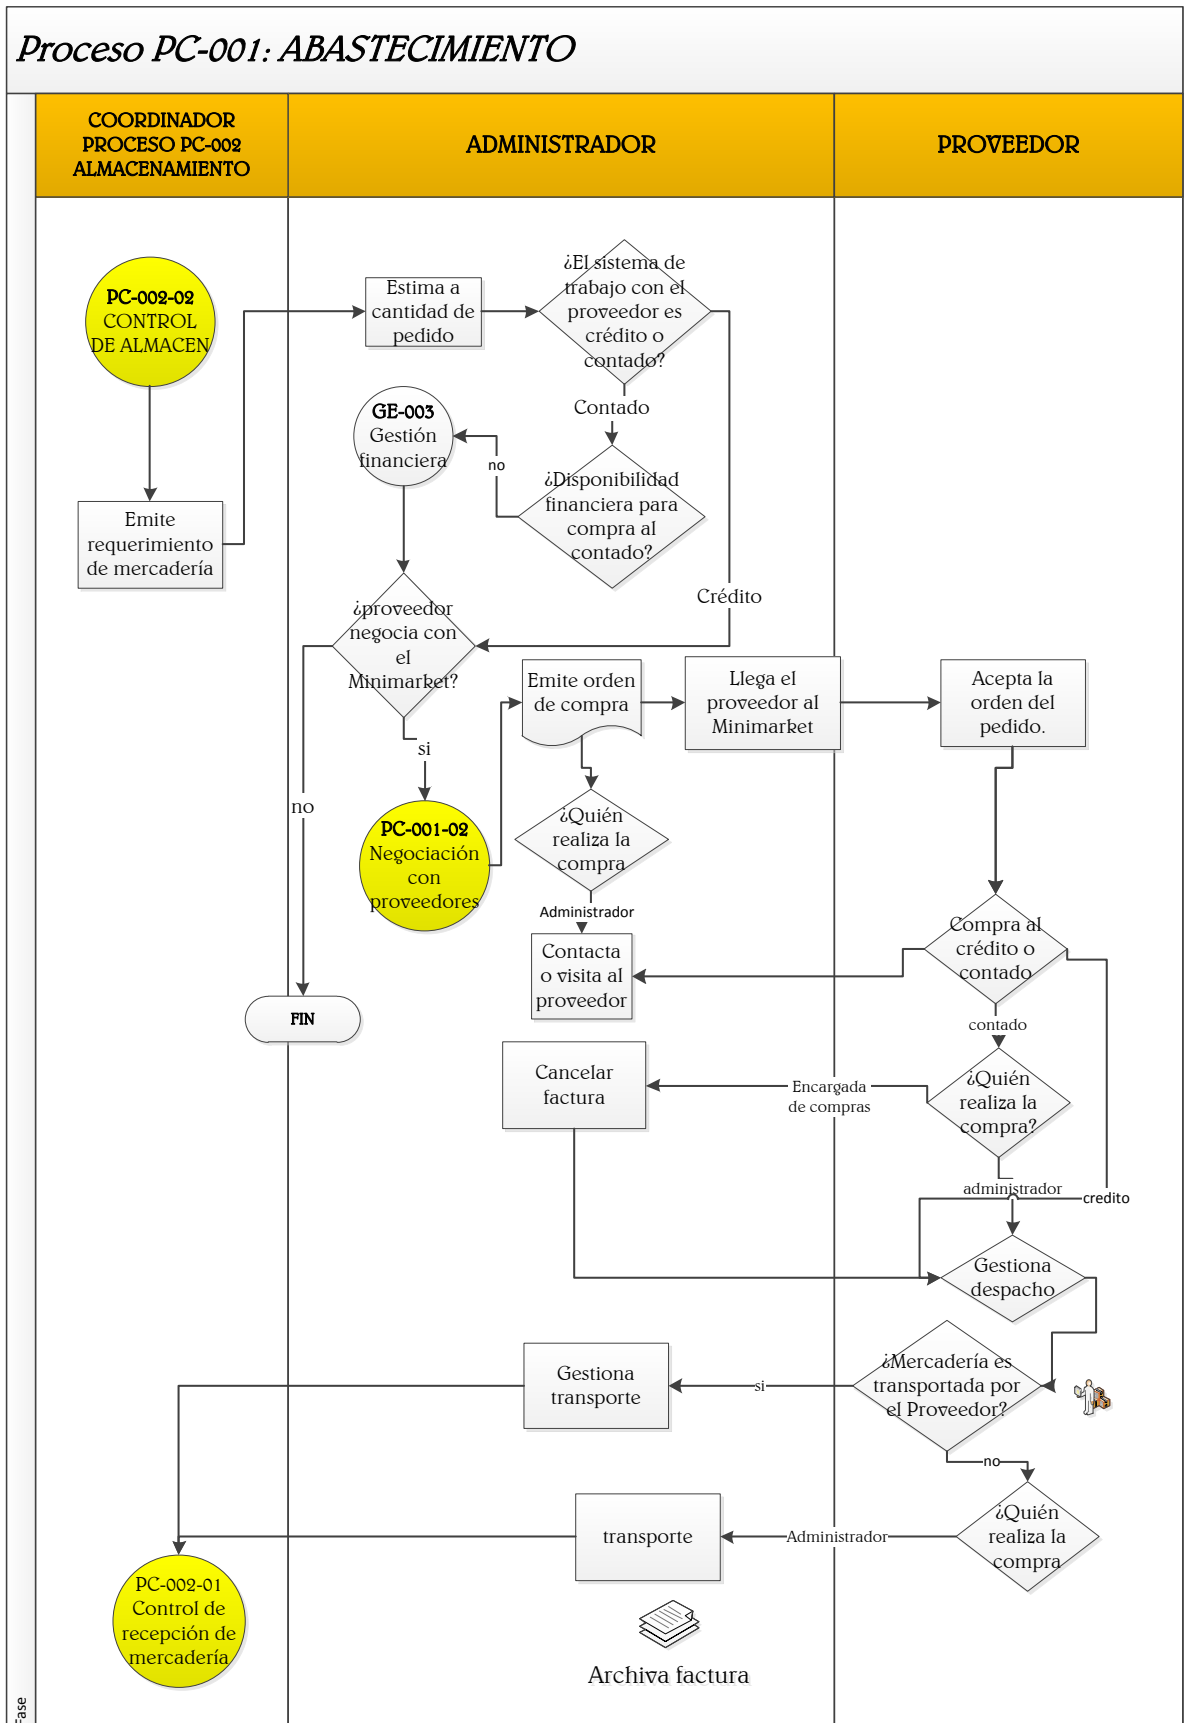 Proceso PC-001: ABASTECIMIENTO
COORDINADOR
PROCESO PC-002
ALMACENAMIENTO
ADMINISTRADOR
PROVEEDOR
PC-002-02
CONTROL
DE ALMACEN
Estima a
cantidad de
pedido
¿El sistema de
trabajo con el
proveedor es
crédito o
contado?
Contado
GE-003
Gestión
financiera
no
¿Disponibilidad
financiera para
compra al
contado?
Emite
requerimiento
de mercadería
Crédito
¿proveedor
negocia con
el
Minimarket?
si
no
Emite orden
de compra
Llega el
proveedor al
Minimarket
Acepta la
orden del
pedido.
PC-001-02
Negociación
con
proveedores
¿Quién
realiza la
compra
Administrador
Contacta
o visita al
proveedor
Compra al
crédito o
contado
contado
FIN
Cancelar
factura
Encargada
de compras
¿Quién
realiza la
compra?
administrador
credito
Gestiona
despacho
Gestiona
transporte
si
¿Mercadería es
transportada por
el Proveedor?
no
transporte
Administrador
¿Quién
realiza la
compra
PC-002-01
Control de
recepción de
mercadería
Archiva factura
Fase